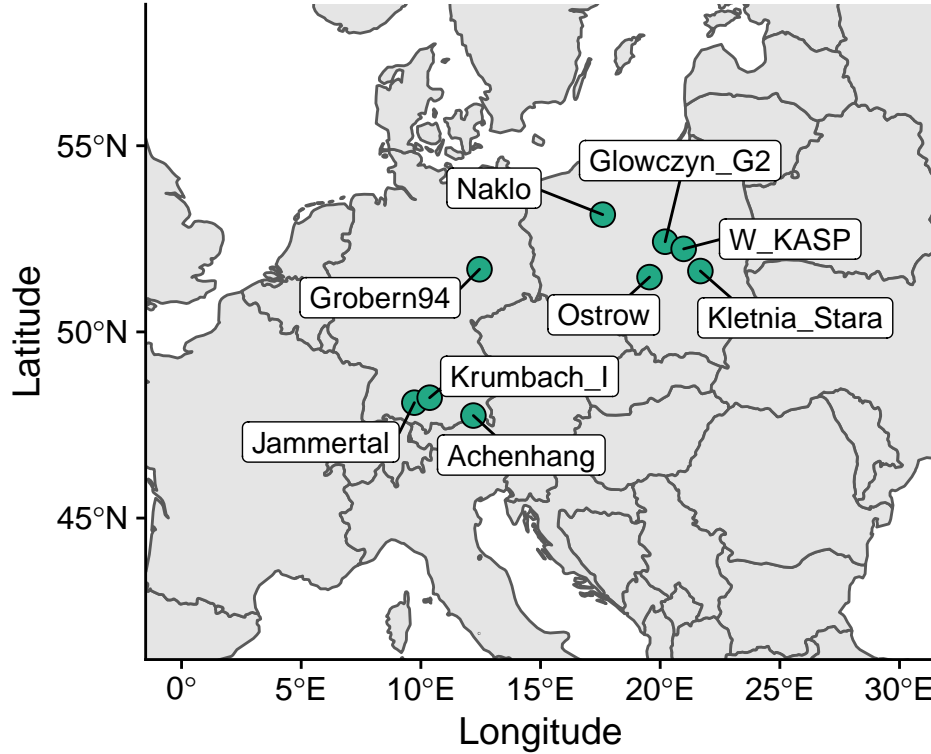 55°N
50°N
45°N
Latitude
Glowczyn_G2
Naklo
W_KASP
Grobern94
Ostrow
Kletnia_Stara
Krumbach_I
Jammertal
Achenhang
0° 5°E 10°E 15°E 20°E 25°E 30°E
Longitude